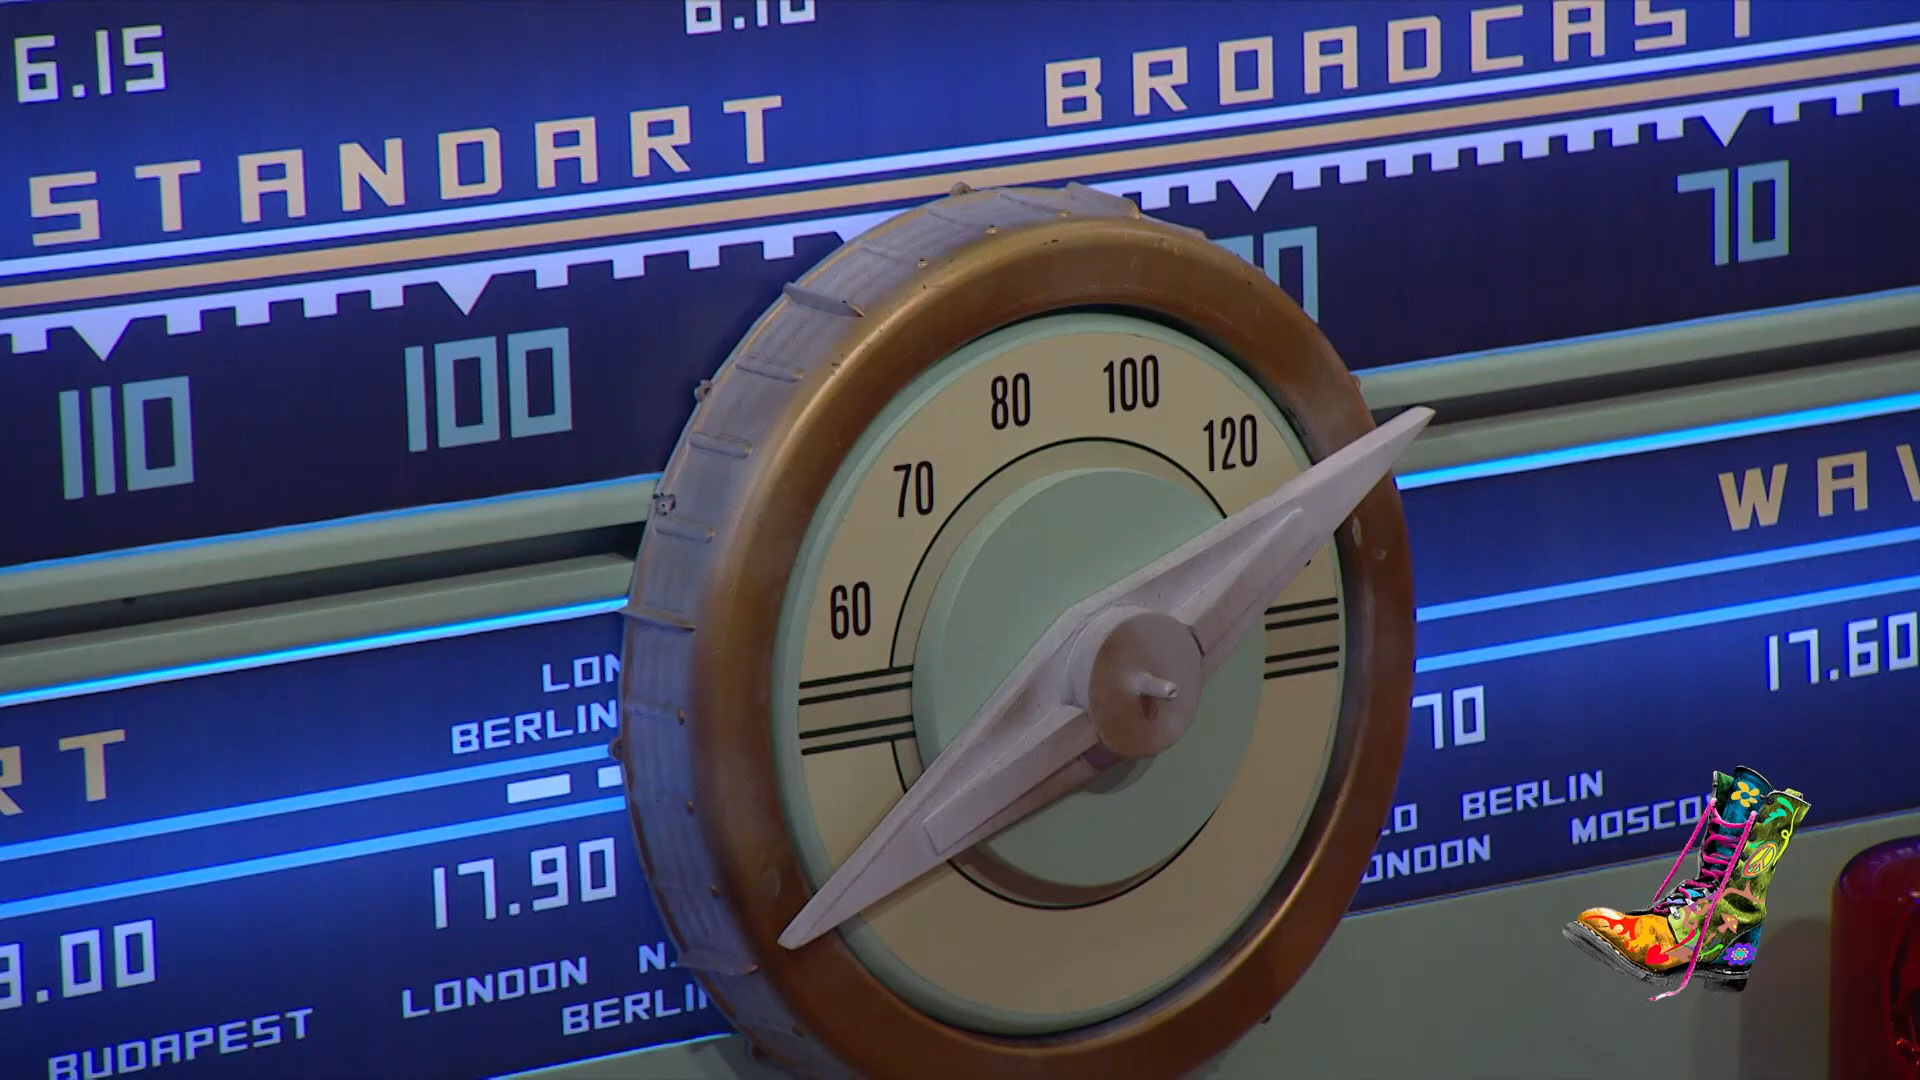 6.15
STANDART BROADCAST
110 100 70
80 100
70 120
60
WAV
LON
BERLIN
RT
17.60
17.90
70
.00
BERLIN
LONDON N.
MOSCO
ONDON
BERLI
BUDAPEST